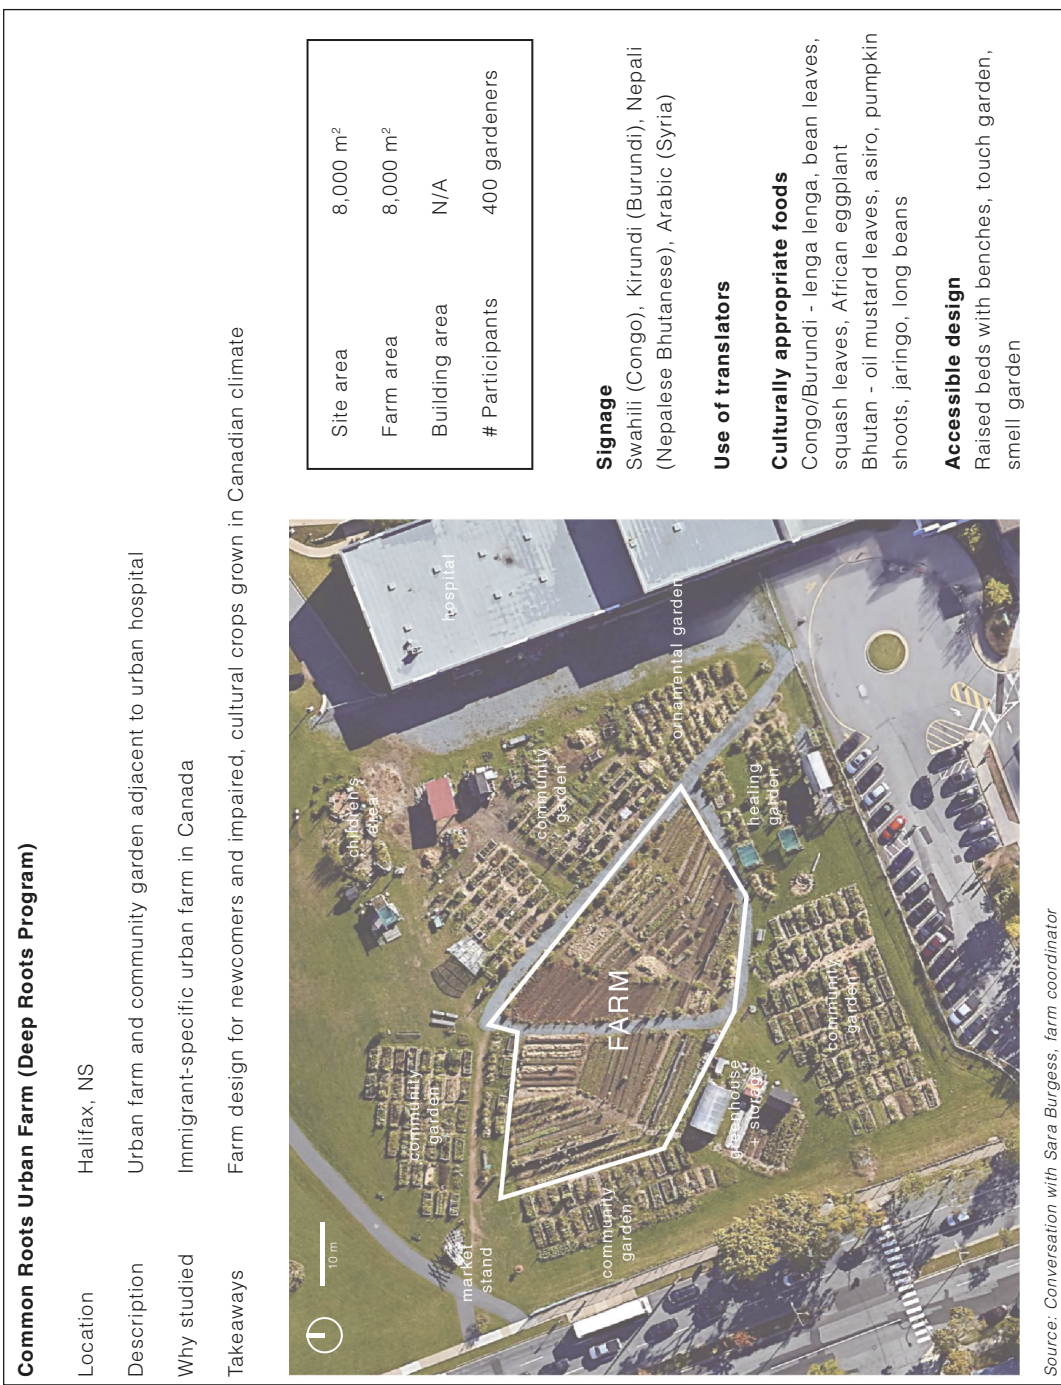 Common Roots Urban Farm (Deep Roots Program)
Location Halifax, NS
Description Urban farm and community garden adjacent to urban hospital
Why studied Immigrant-specific urban farm in Canada
Takeaways Farm design for newcomers and impaired, cultural crops grown in Canadian climate
10 m
market
stand
community
garden
children's
area
hospital
community
garden
community
garden
FARM
ornamental garden
greenhouse
+ storage
healing
garden
community
garden
Site area 8,000 m²
Farm area 8,000 m²
Building area N/A
# Participants 400 gardeners
Signage
Swahili (Congo), Kirundi (Burundi), Nepali
(Nepalese Bhutanese), Arabic (Syria)
Use of translators
Culturally appropriate foods
Congo/Burundi - lenga lenga, bean leaves,
squash leaves, African eggplant
Bhutan - oil mustard leaves, asiro, pumpkin
shoots, jaringo, long beans
Accessible design
Raised beds with benches, touch garden,
smell garden
Source: Conversation with Sara Burgess, farm coordinator